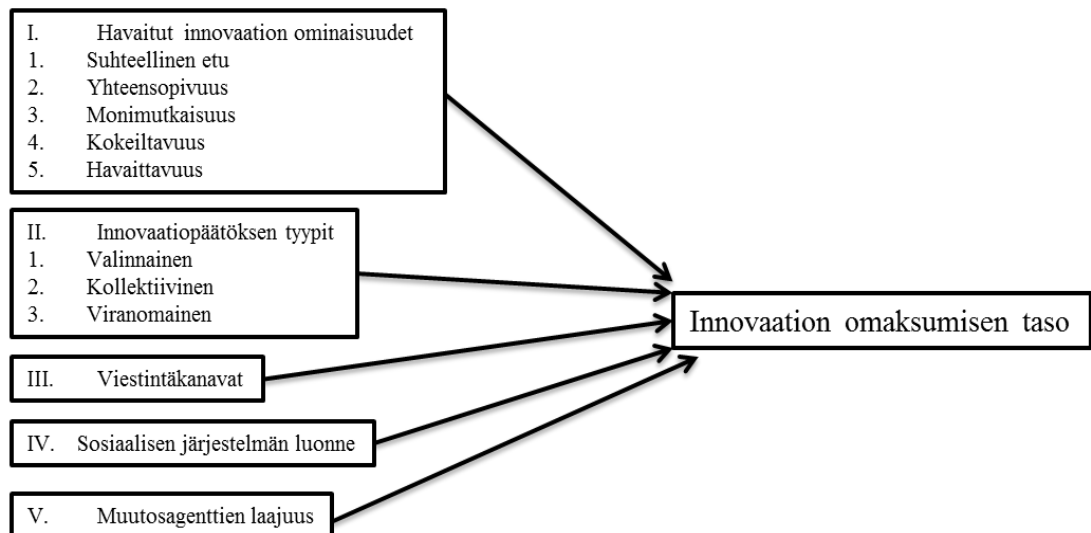 I. Havaitut innovaation ominaisuudet
1. Suhteellinen etu
2. Yhteensopivuus
3. Monimutkaisuus
4. Kokeiltavuus
5. Havaittavuus
II. Innovaatiopäätöksen tyypit
1. Valinnainen
2. Kollektiivinen
3. Viranomainen
Innovaation omaksumisen taso
III. Viestintäkanavat
IV. Sosiaalisen järjestelmän luonne
V. Muutosagenttien laajuus